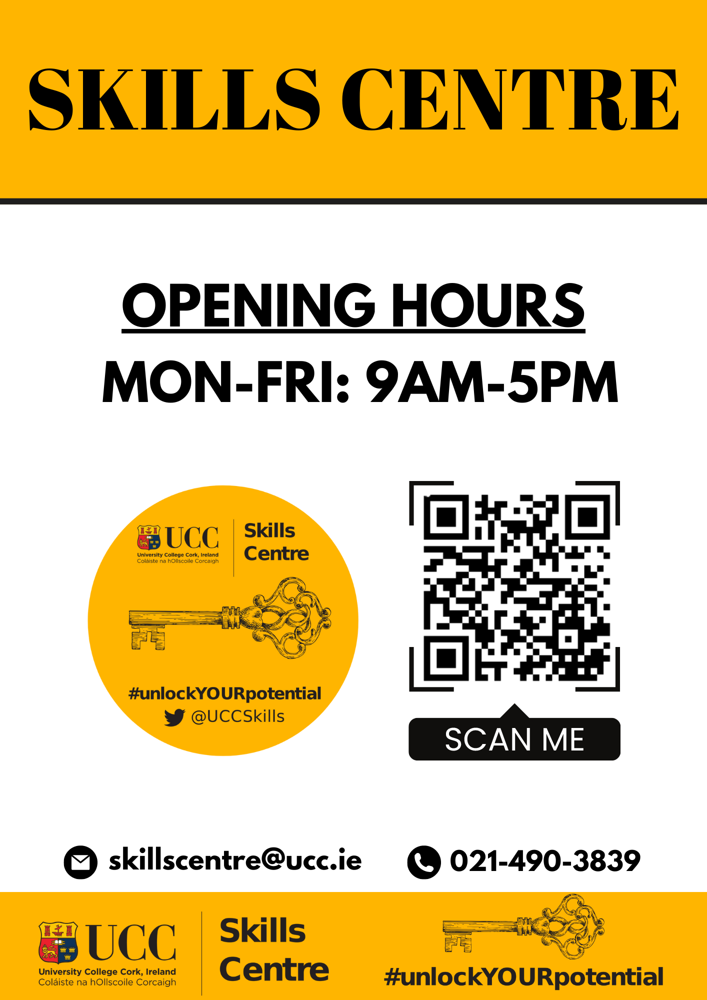 SKILLS CENTRE
OPENING HOURS
MON-FRI: 9AM-5PM
UCC
University College Cork, Ireland
Coláiste na hOllscoile Corcaigh
Skills
Centre
#unlockYOURpotential
@UCCSkills
SCAN ME
skillscentre@ucc.ie
021-490-3839
UCC
University College Cork, Ireland
Coláiste na hOllscoile Corcaigh
Skills
Centre
#unlockYOURpotential